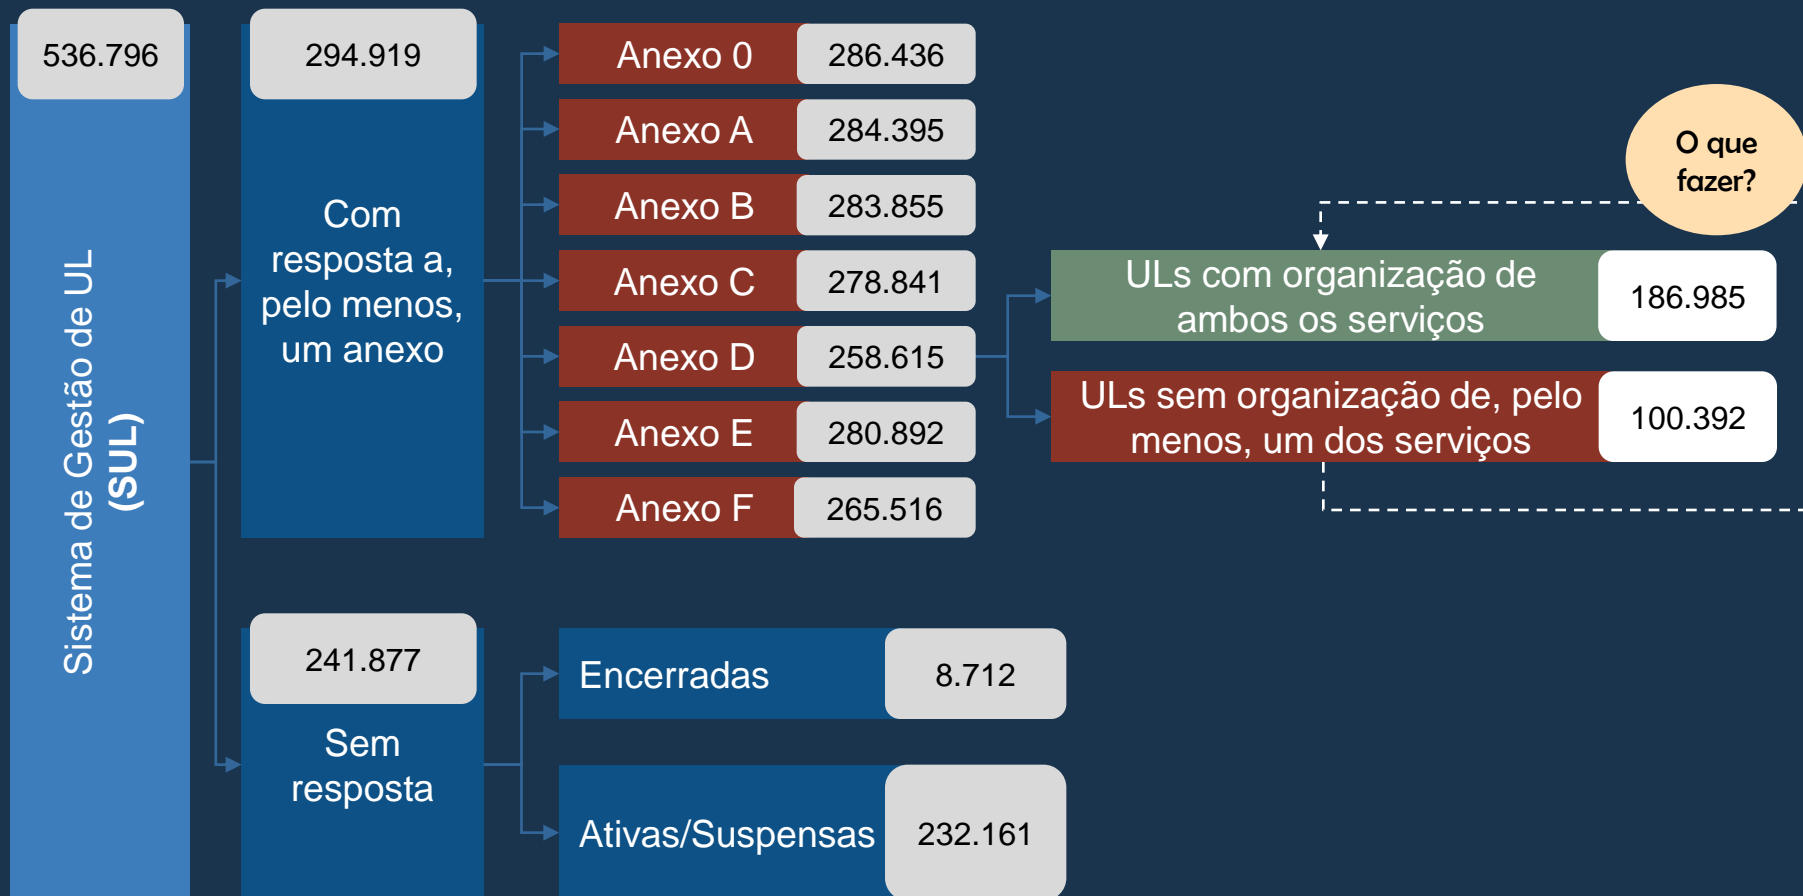 536.796
Sistema de Gestão de UL
(SUL)
294.919
Com
resposta a,
pelo menos,
um anexo
Anexo 0
286.436
Anexo A
284.395
Anexo B
283.855
Anexo C
278.841
Anexo D
258.615
Anexo E
280.892
Anexo F
265.516
O que
fazer?
ULs com organização de
ambos os serviços
186.985
ULs sem organização de, pelo
menos, um dos serviços
100.392
241.877
Sem
resposta
Encerradas
8.712
Ativas/Suspensas
232.161